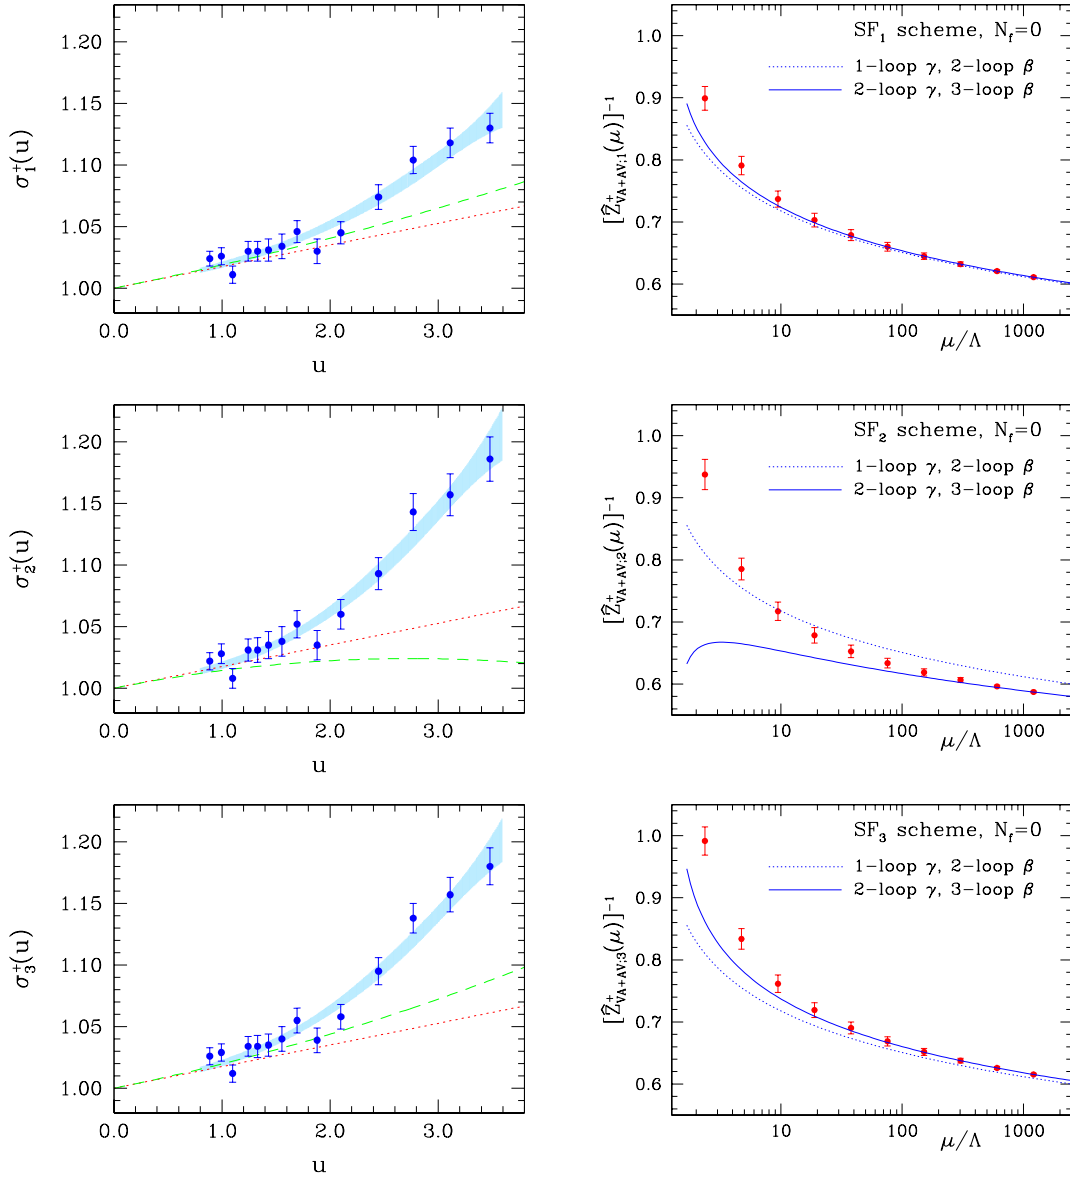 1.20
1.15
1.10
1.05
1.00
σ₁⁺(u)
0.0 1.0 2.0 3.0
u
1.0
0.9
0.8
0.7
0.6
[Ẑ⁺VA+AV;1(μ)]⁻¹
SF₁ scheme, Nf=0
1-loop γ, 2-loop β
2-loop γ, 3-loop β
10 100 1000
μ/Λ
1.20
1.15
1.10
1.05
1.00
σ₂⁺(u)
0.0 1.0 2.0 3.0
u
1.0
0.9
0.8
0.7
0.6
[Ẑ⁺VA+AV;2(μ)]⁻¹
SF₂ scheme, Nf=0
1-loop γ, 2-loop β
2-loop γ, 3-loop β
10 100 1000
μ/Λ
1.20
1.15
1.10
1.05
1.00
σ₃⁺(u)
0.0 1.0 2.0 3.0
u
1.0
0.9
0.8
0.7
0.6
[Ẑ⁺VA+AV;3(μ)]⁻¹
SF₃ scheme, Nf=0
1-loop γ, 2-loop β
2-loop γ, 3-loop β
10 100 1000
μ/Λ